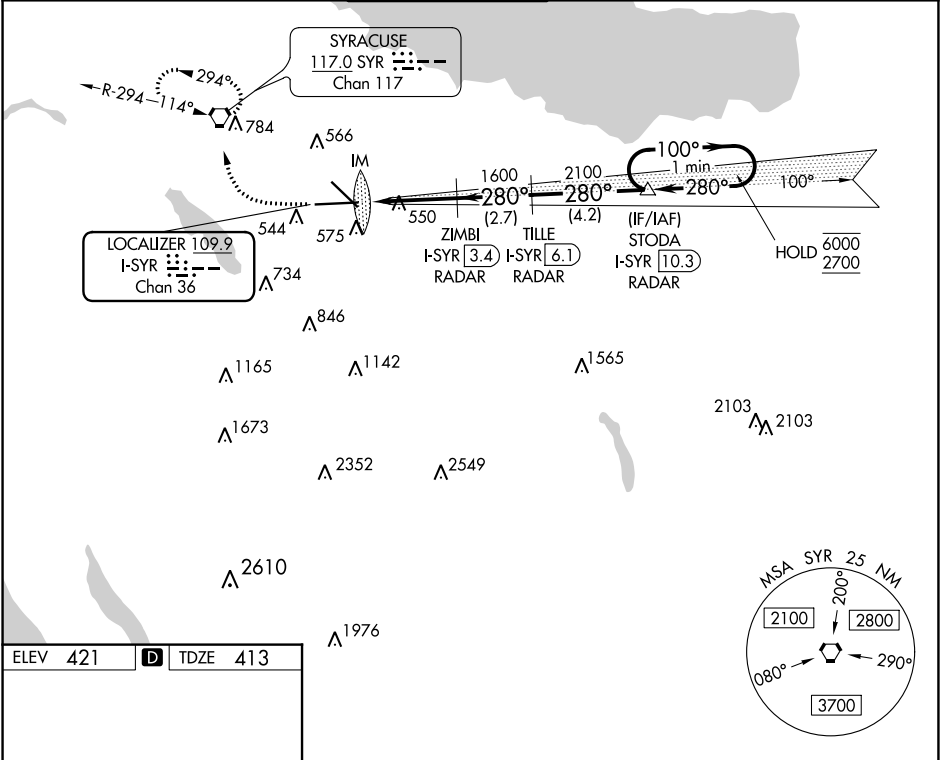 SYRACUSE
117.0 SYR
Chan 117
294°
R-294
114°
784
566
IM
1600
2100
100°
1 min
280°
280°
280°
100°
550
(2.7)
(4.2)
544
575
ZIMBI
I-SYR 3.4
RADAR
TILLE
I-SYR 6.1
RADAR
(IF/IAF)
STODA
I-SYR 10.3
RADAR
HOLD 6000
2700
LOCALIZER 109.9
I-SYR
Chan 36
734
846
1165
1142
1565
1673
2103
2103
2352
2549
2610
1976
MSA SYR 25 NM
200°
2100
2800
080°
290°
3700
ELEV 421 D TDZE 413